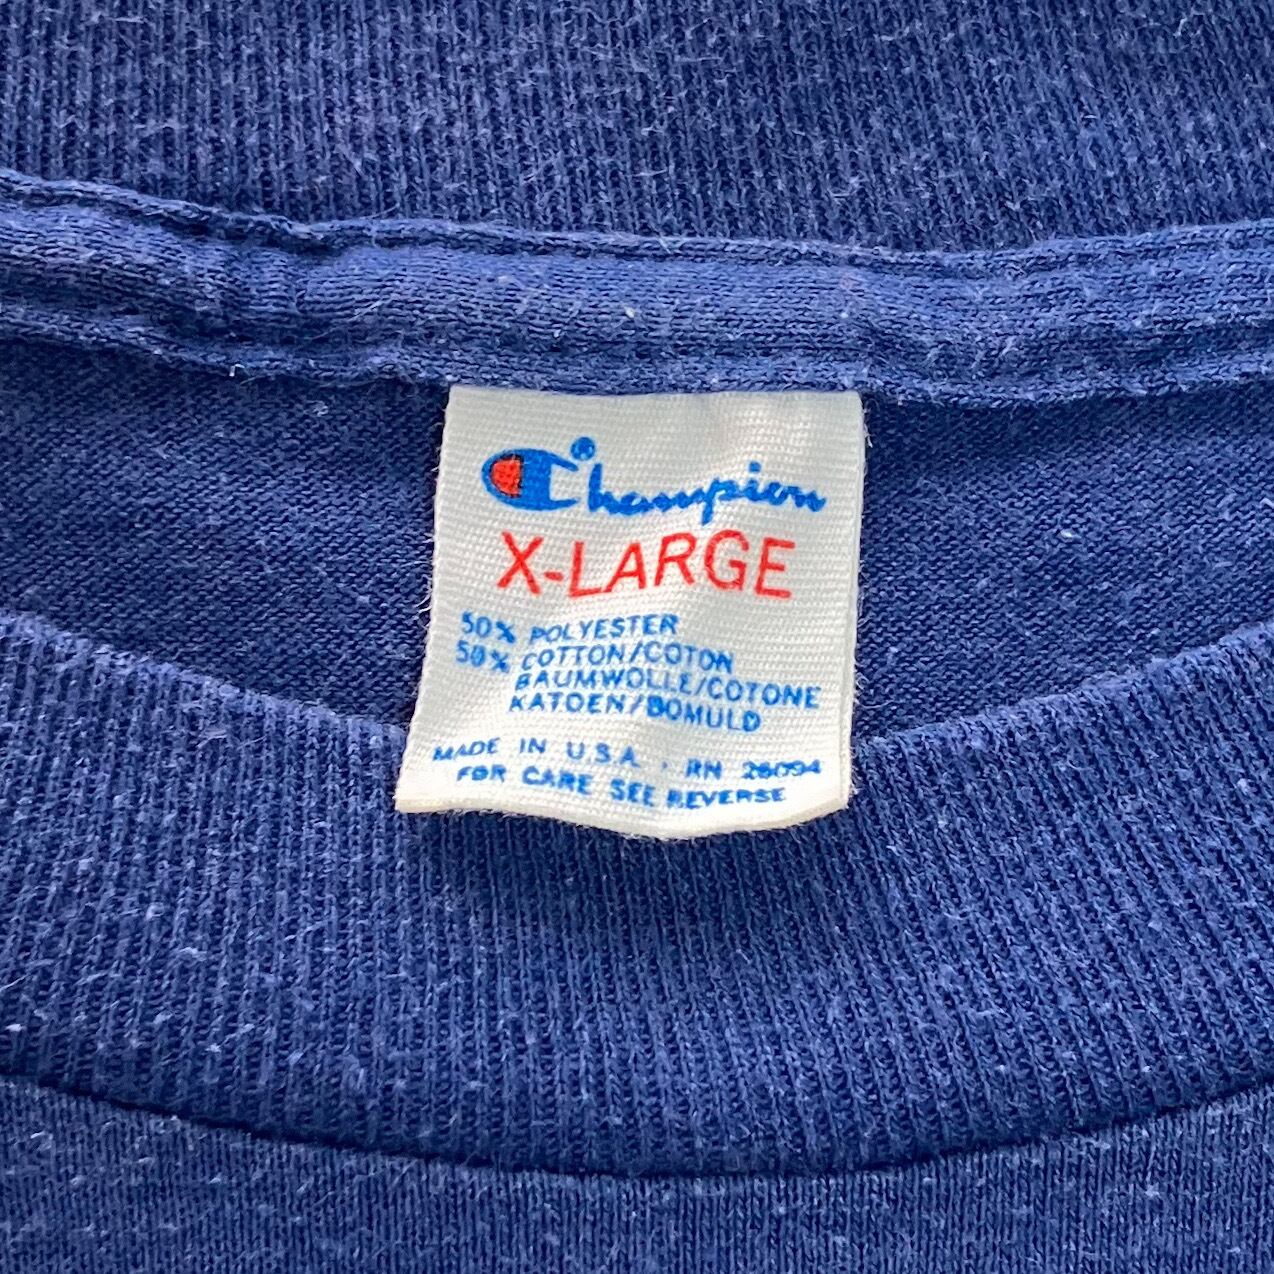 Champion®
X-LARGE
50% POLYESTER
50% COTTON/COTON
BAUMWOLLE/COTONE
KATOEN/BOMULD
MADE IN U.S.A. RN 26094
FOR CARE SEE REVERSE